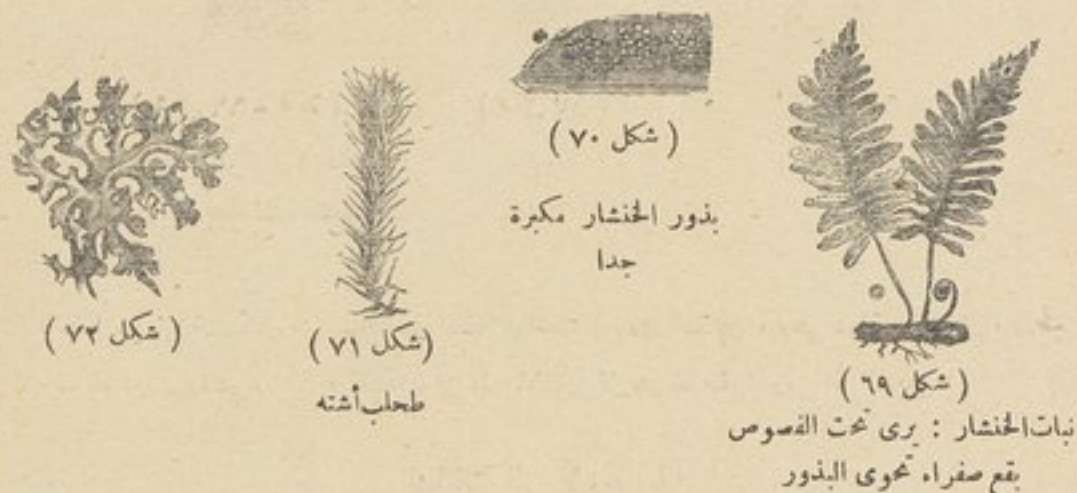 ( شكل ٦٩ )
نبات الخنشار : يرى تحت الفصوص
بقع صفراء تحوى البذور
( شكل ٧٠ )
بذور الخنشار مكبرة
جدا
( شكل ٧١ )
طحلب أشته
( شكل ٧٢ )